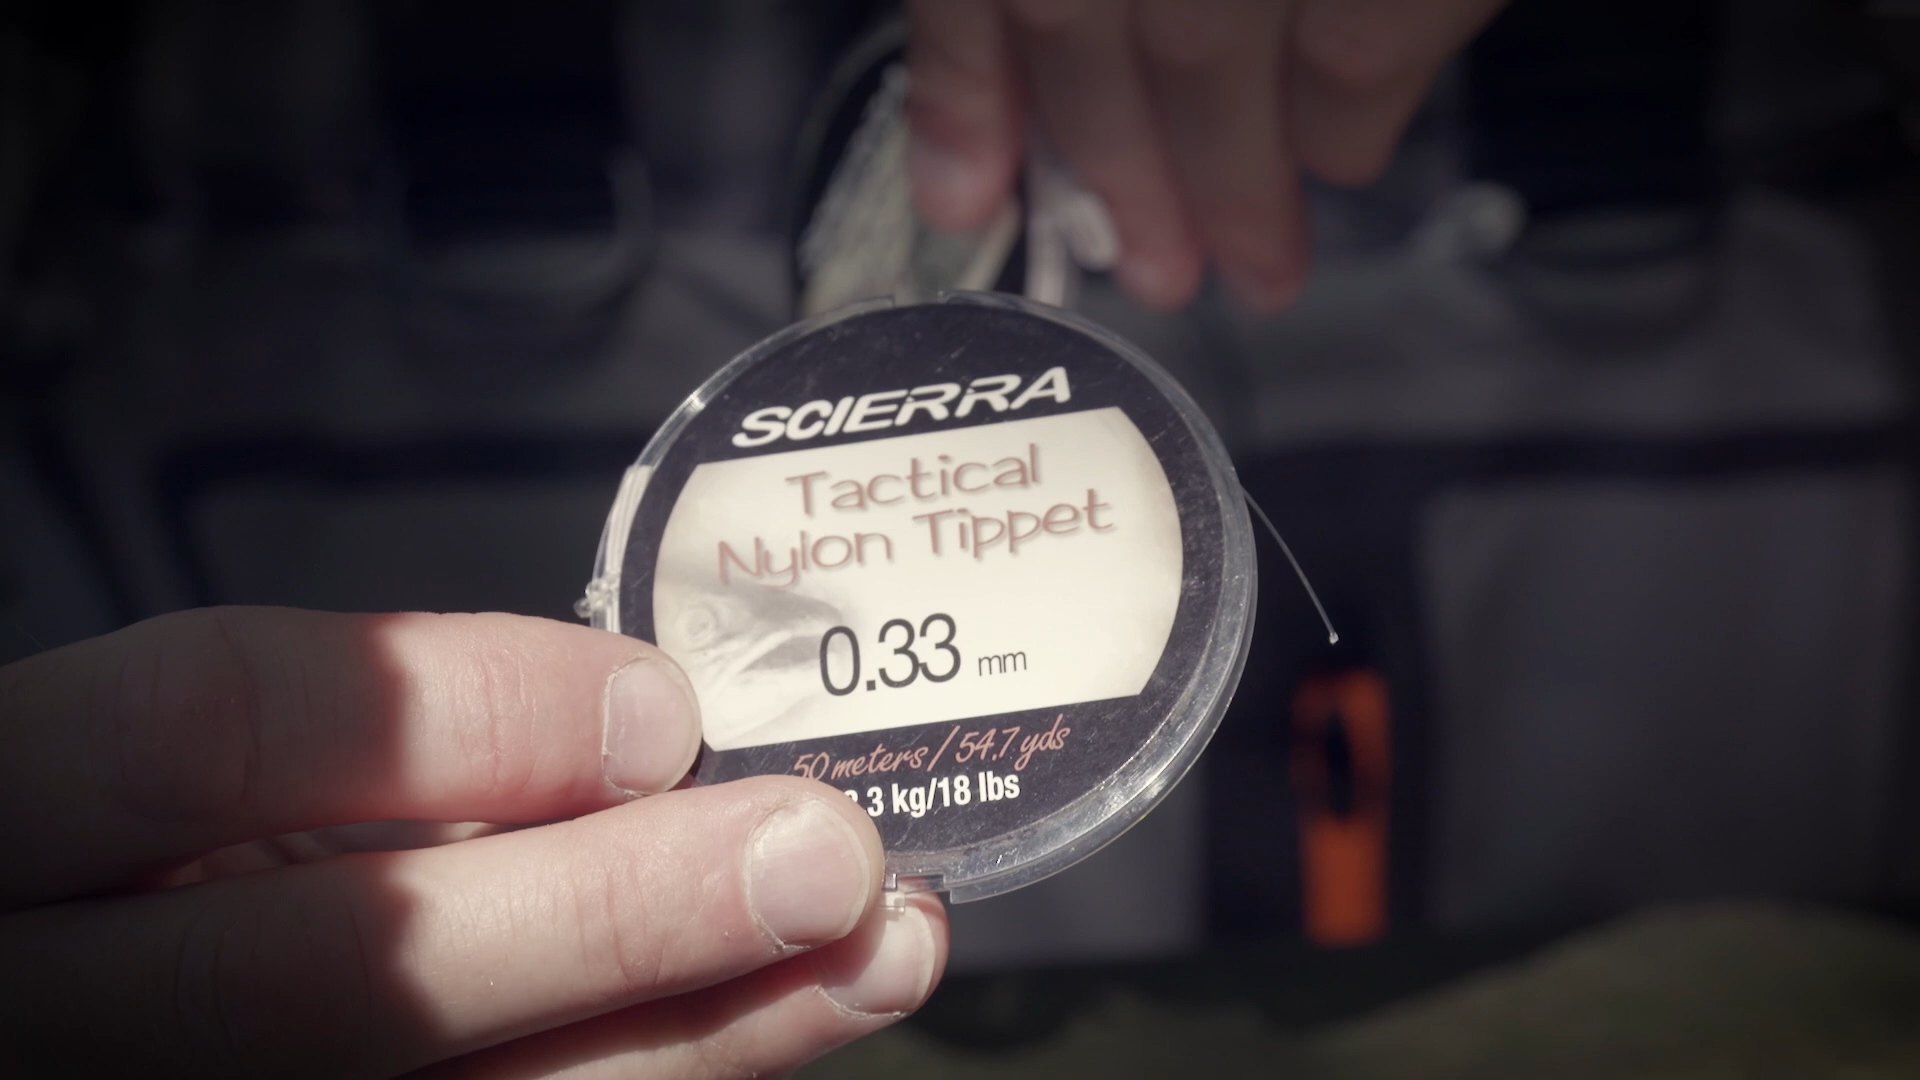 SCIERRA
Tactical
Nylon Tippet
0.33 mm
50 meters / 54.7 yds
.3 kg/18 lbs